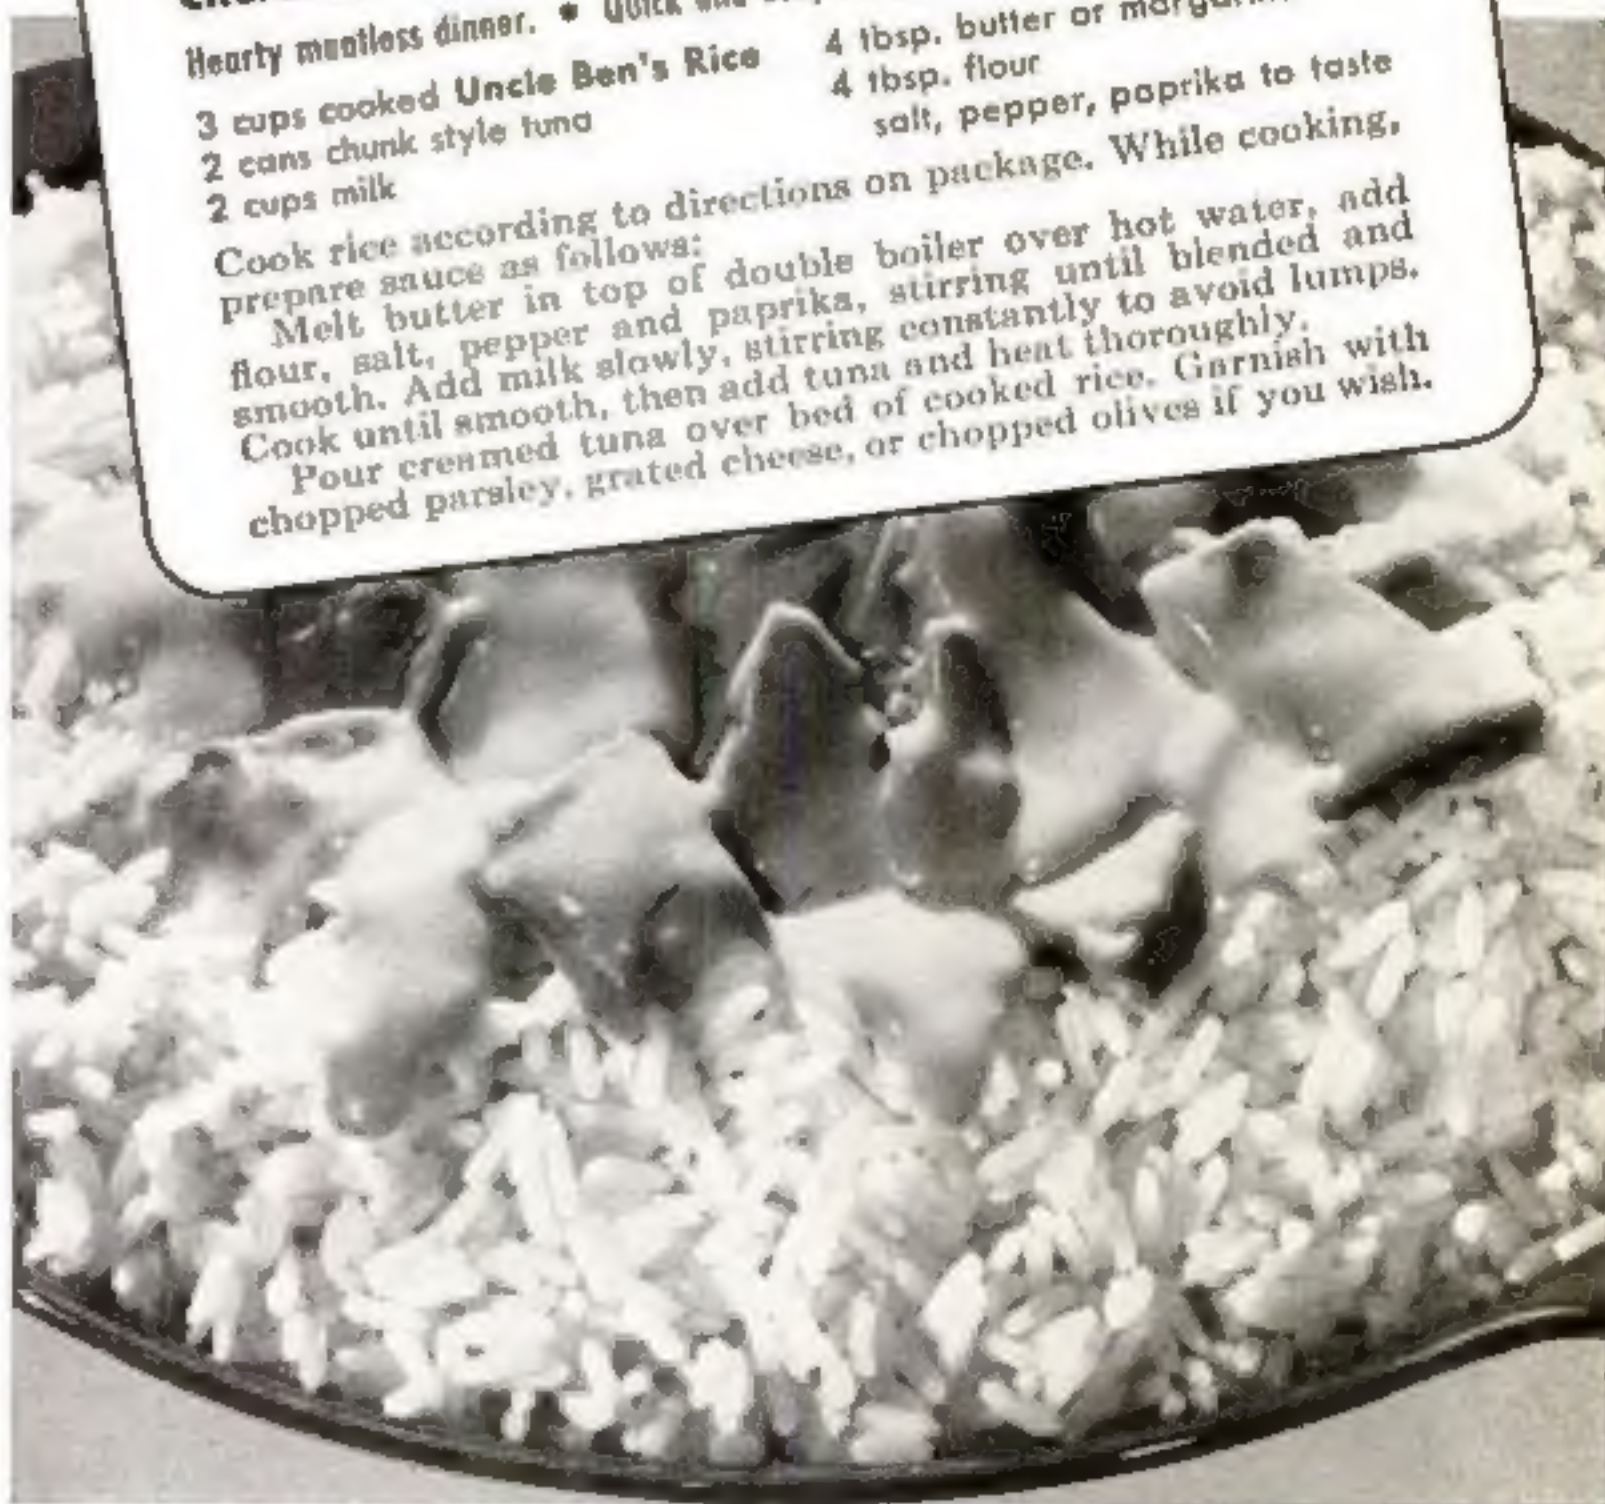 Hearty meatless dinner. • Quick and
3 cups cooked Uncle Ben's Rice
2 cans chunk style tuna
2 cups milk
4 tbsp. butter or
4 tbsp. flour
salt, pepper, paprika to taste
Cook rice according to directions on package. While cooking,
prepare sauce as follows:
Melt butter in top of double boiler over hot water, add
flour, salt, pepper and paprika, stirring until blended and
smooth. Add milk slowly, stirring constantly to avoid lumps.
Cook until smooth, then add tuna and heat thoroughly.
Pour creamed tuna over bed of cooked rice. Garnish with
chopped parsley, grated cheese, or chopped olives if you wish.